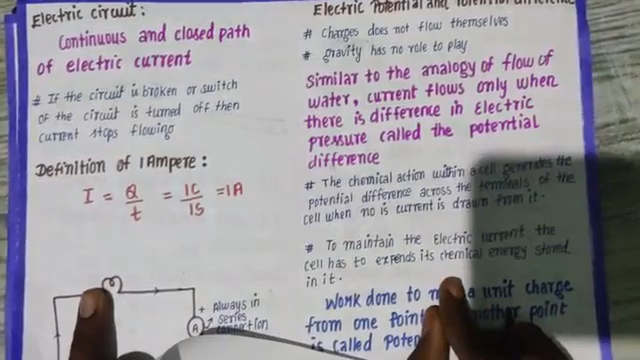 Electric circuit:
Continuous and closed path
of electric current
# If the circuit is broken or switch
of the circuit is turned off then
current stops flowing
Definition of 1 Ampere:
I = Q/t = 1C/1S = 1A
+ Always in
A series
connection
Electric Potential and Potential
# Charges does not flow themselves
# gravity has no role to play
Similar to the analogy of flow of
water, current flows only when
there is difference in Electric
pressure called the potential
difference
# The chemical action within a cell generates the
potential difference across the terminals of the
cell when no is current is drawn from it.
# To maintain the Electric current the
cell has to expends its chemical energy stored
in it.
Work done to a unit charge
from one point another point
is called